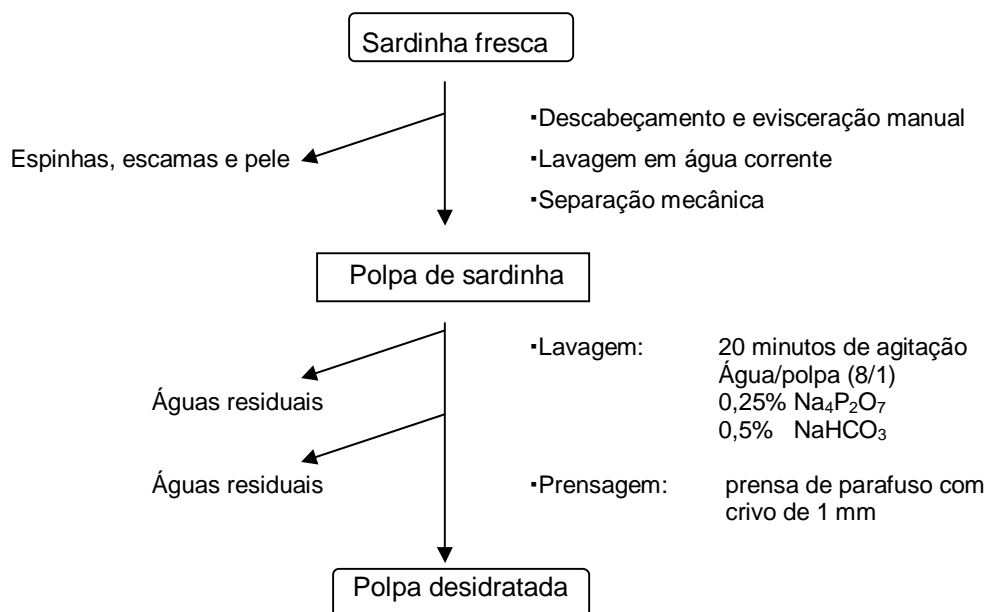 Sardinha fresca
▪Descabeçamento e evisceração manual
Espinhas, escamas e pele
▪Lavagem em água corrente
▪Separação mecânica
Polpa de sardinha
▪Lavagem: 20 minutos de agitação
Água/polpa (8/1)
Águas residuais
0,25% Na₄P₂O₇
0,5% NaHCO₃
Águas residuais
▪Prensagem: prensa de parafuso com
crivo de 1 mm
Polpa desidratada